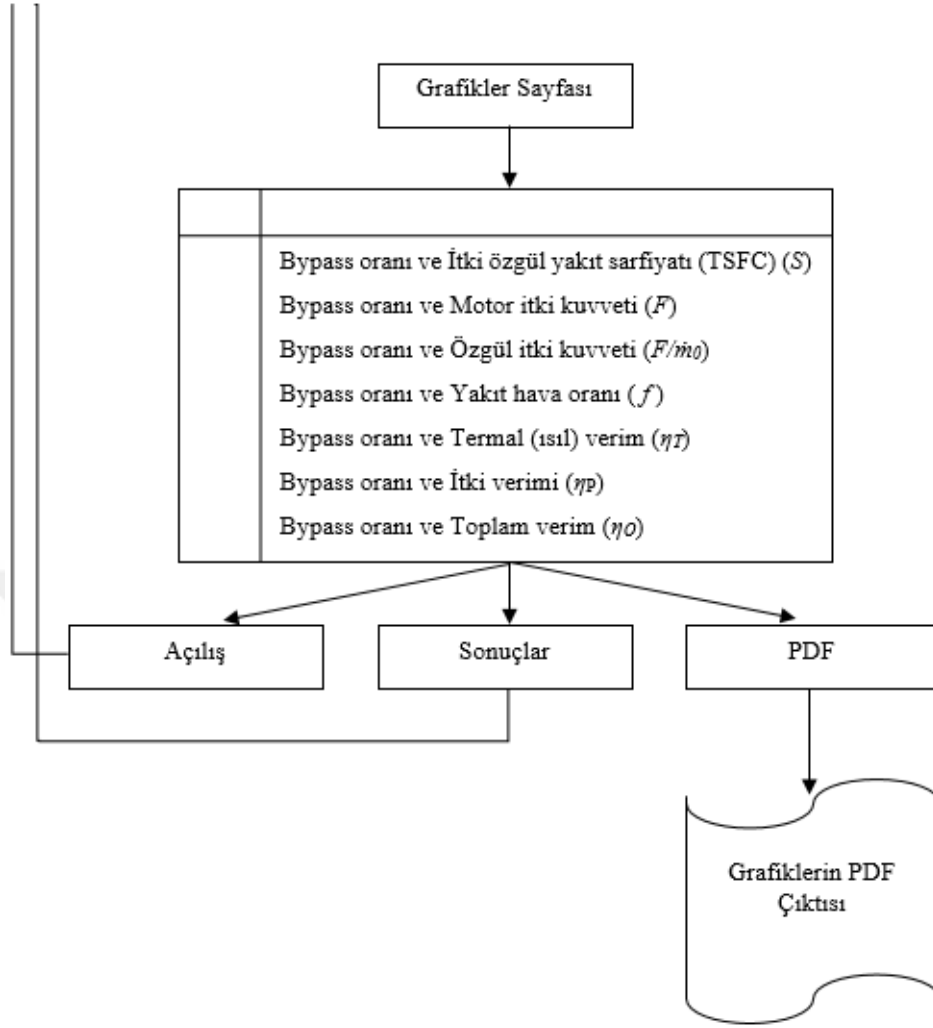 Grafikler Sayfası
Bypass oranı ve İtki özgül yakıt sarfiyatı (TSFC) (S)
Bypass oranı ve Motor itki kuvveti (F)
Bypass oranı ve Özgül itki kuvveti (F/ṁ0)
Bypass oranı ve Yakıt hava oranı ( f )
Bypass oranı ve Termal (ısıl) verim (ηT)
Bypass oranı ve İtki verimi (ηP)
Bypass oranı ve Toplam verim (ηO)
Açılış
Sonuçlar
PDF
Grafiklerin PDF
Çıktısı